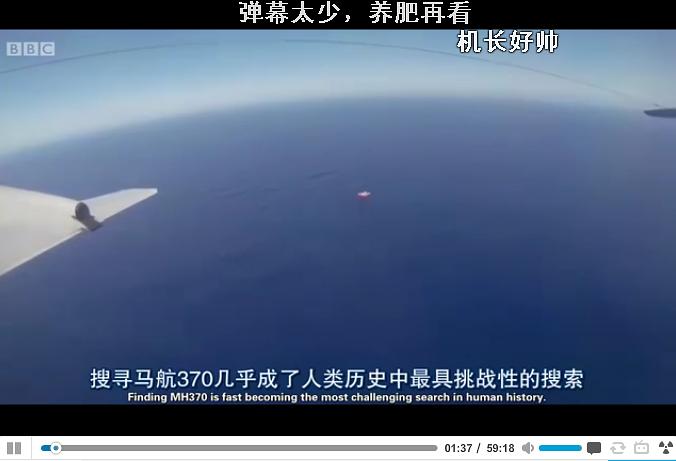 弹幕太少，养肥再看
机长好帅
BBC
搜寻马航370几乎成了人类历史中最具挑战性的搜索
Finding MH370 is fast becoming the most challenging search in human history.
01:37 / 59:18